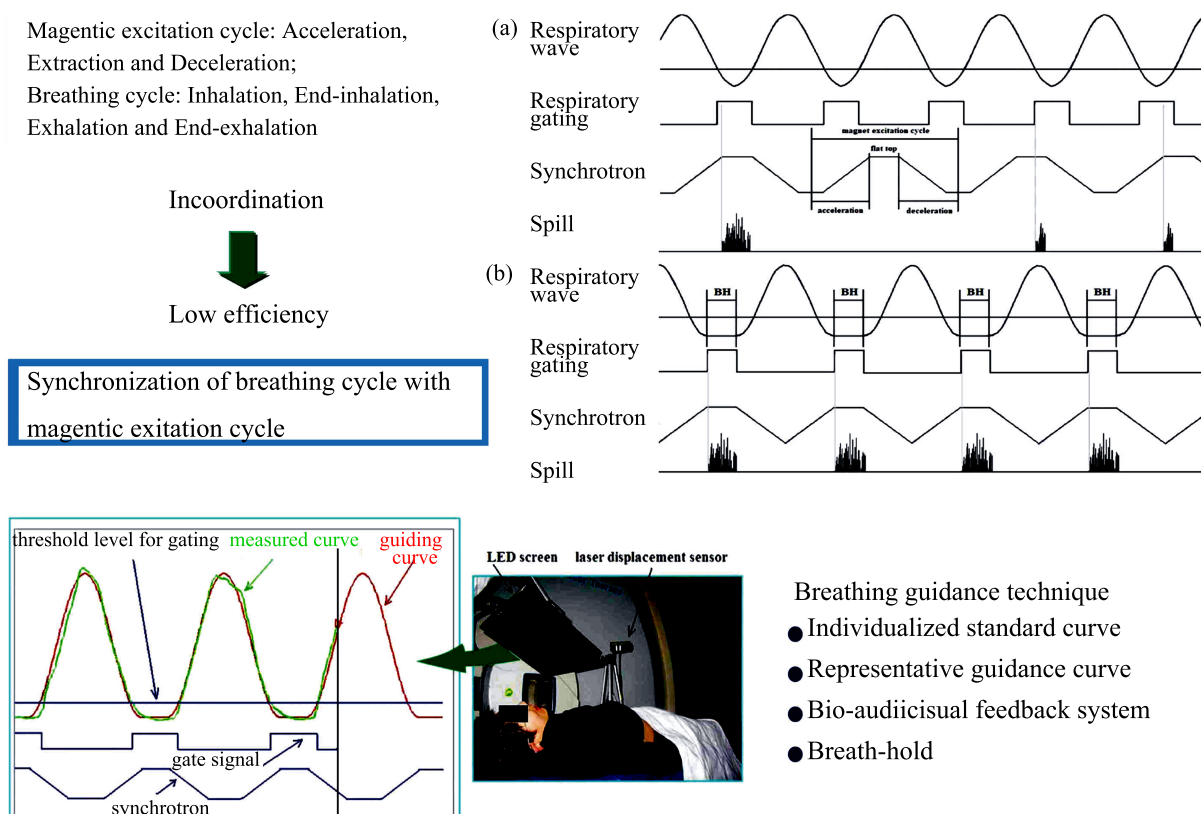 Magentic excitation cycle: Acceleration,
Extraction and Deceleration;
Breathing cycle: Inhalation, End-inhalation,
Exhalation and End-exhalation
Incoordination
Low efficiency
Synchronization of breathing cycle with
magentic exitation cycle
(a) Respiratory
wave
Respiratory
gating
magnet excitation cycle
flat top
Synchrotron
acceleration
deceleration
Spill
(b) Respiratory
wave
BH
BH
BH
BH
Respiratory
gating
Synchrotron
Spill
threshold level for gating
measured curve
guiding
curve
gate signal
synchrotron
LED screen
laser displacement sensor
Breathing guidance technique
● Individualized standard curve
● Representative guidance curve
● Bio-audiicisual feedback system
● Breath-hold